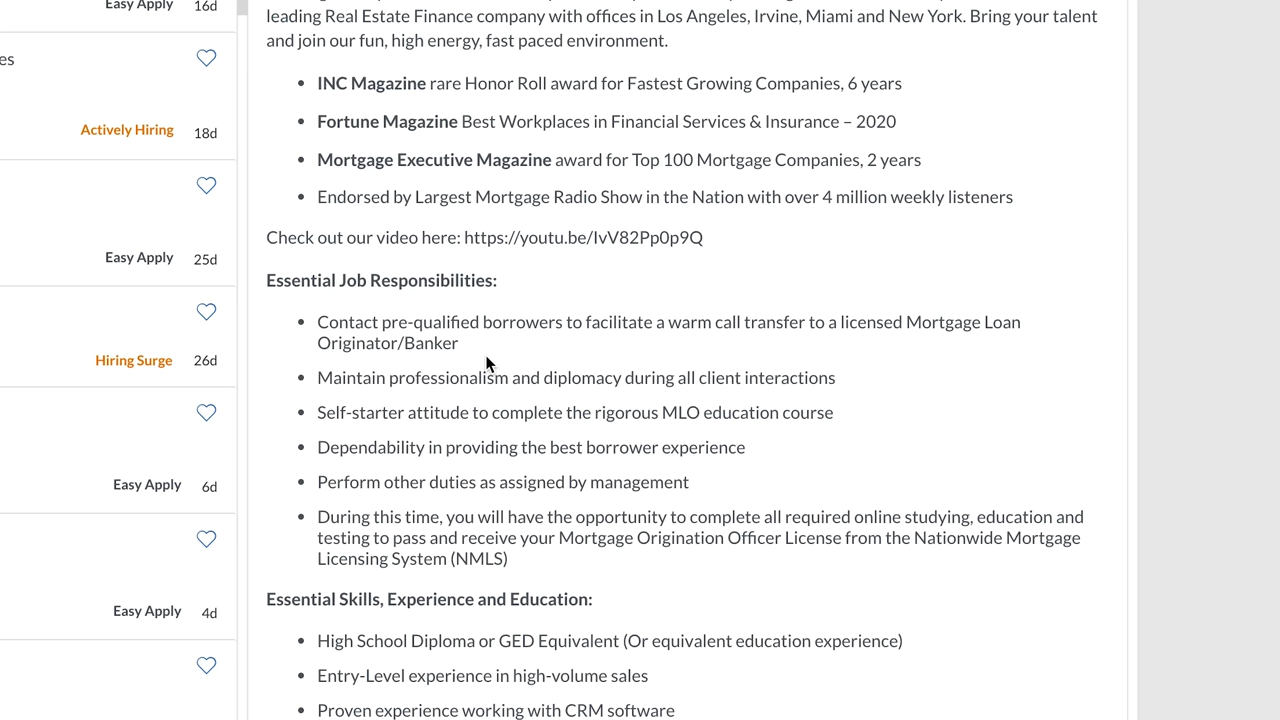 Easy Apply 16d
es
Actively Hiring 18d
Easy Apply 25d
Hiring Surge 26d
Easy Apply 6d
Easy Apply 4d
leading Real Estate Finance company with offices in Los Angeles, Irvine, Miami and New York. Bring your talent
and join our fun, high energy, fast paced environment.
• INC Magazine rare Honor Roll award for Fastest Growing Companies, 6 years
• Fortune Magazine Best Workplaces in Financial Services & Insurance – 2020
• Mortgage Executive Magazine award for Top 100 Mortgage Companies, 2 years
• Endorsed by Largest Mortgage Radio Show in the Nation with over 4 million weekly listeners
Check out our video here: https://youtu.be/IvV82Pp0p9Q
Essential Job Responsibilities:
• Contact pre-qualified borrowers to facilitate a warm call transfer to a licensed Mortgage Loan
Originator/Banker
• Maintain professionalism and diplomacy during all client interactions
• Self-starter attitude to complete the rigorous MLO education course
• Dependability in providing the best borrower experience
• Perform other duties as assigned by management
• During this time, you will have the opportunity to complete all required online studying, education and
testing to pass and receive your Mortgage Origination Officer License from the Nationwide Mortgage
Licensing System (NMLS)
Essential Skills, Experience and Education:
• High School Diploma or GED Equivalent (Or equivalent education experience)
• Entry-Level experience in high-volume sales
• Proven experience working with CRM software